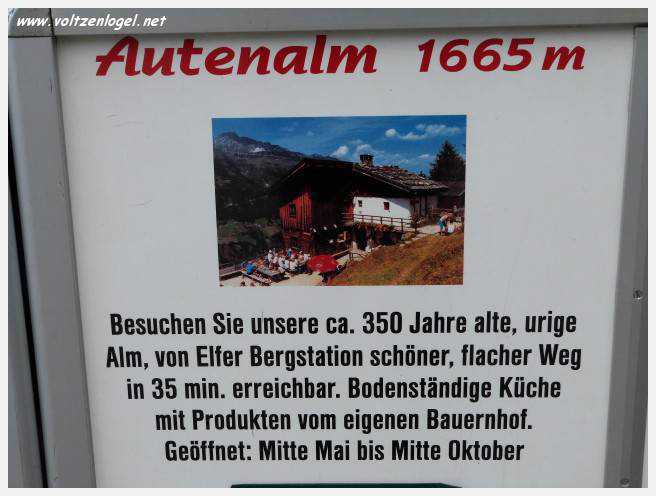 www.voltzenlogel.net
Autenalm 1665 m
Besuchen Sie unsere ca. 350 Jahre alte, urige
Alm, von Elfer Bergstation schöner, flacher Weg
in 35 min. erreichbar. Bodenständige Küche
mit Produkten vom eigenen Bauernhof.
Geöffnet: Mitte Mai bis Mitte Oktober